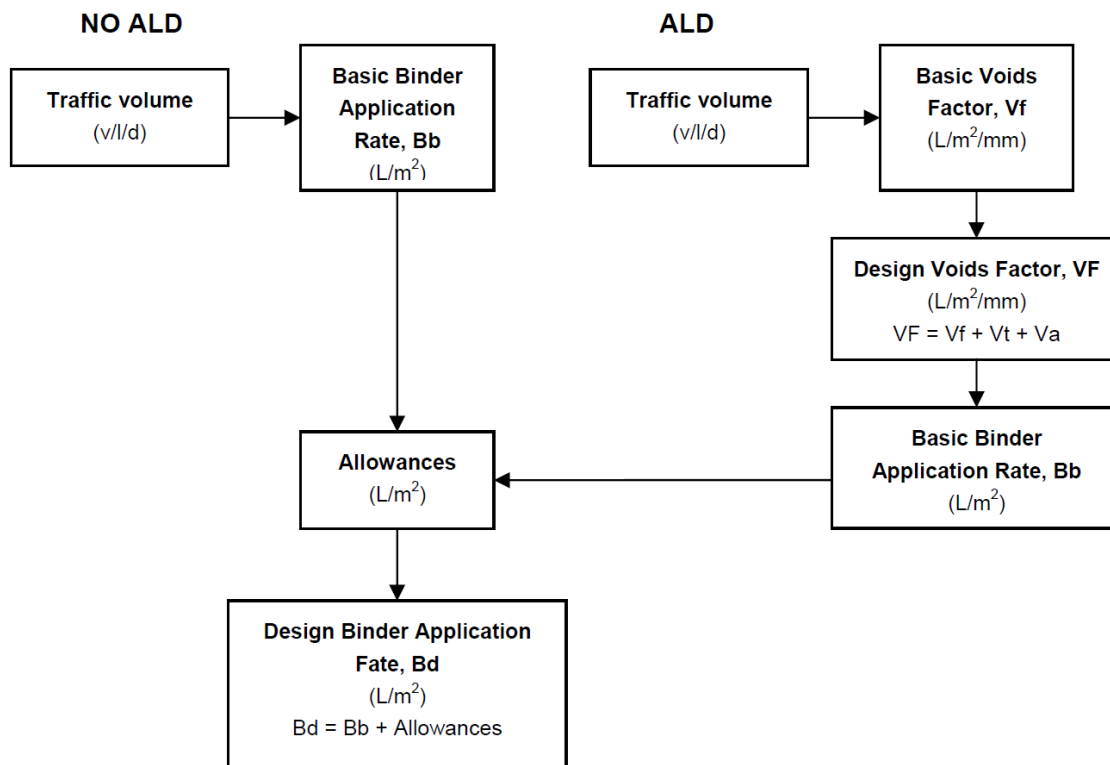 NO ALD
Traffic volume
(v/l/d)
Basic Binder
Application
Rate, Bb
(L/m²)
ALD
Traffic volume
(v/l/d)
Basic Voids
Factor, Vf
(L/m²/mm)
Design Voids Factor, VF
(L/m²/mm)
VF = Vf + Vt + Va
Basic Binder
Application Rate, Bb
(L/m²)
Allowances
(L/m²)
Design Binder Application
Fate, Bd
(L/m²)
Bd = Bb + Allowances